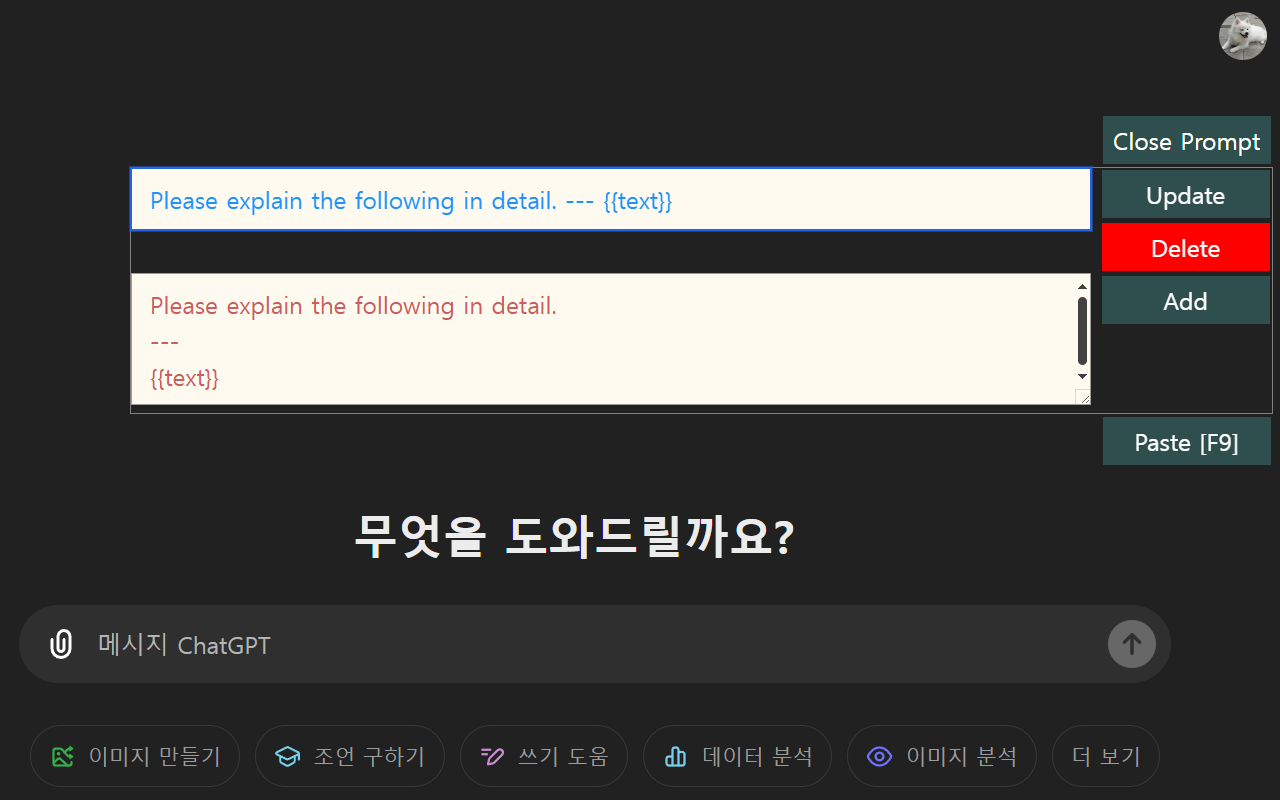 Close Prompt
Please explain the following in detail. --- {{text}}
Update
Delete
Please explain the following in detail.
---
{{text}}
Add
Paste [F9]
무엇을 도와드릴까요?
메시지 ChatGPT
이미지 만들기
조언 구하기
쓰기 도움
데이터 분석
이미지 분석
더 보기